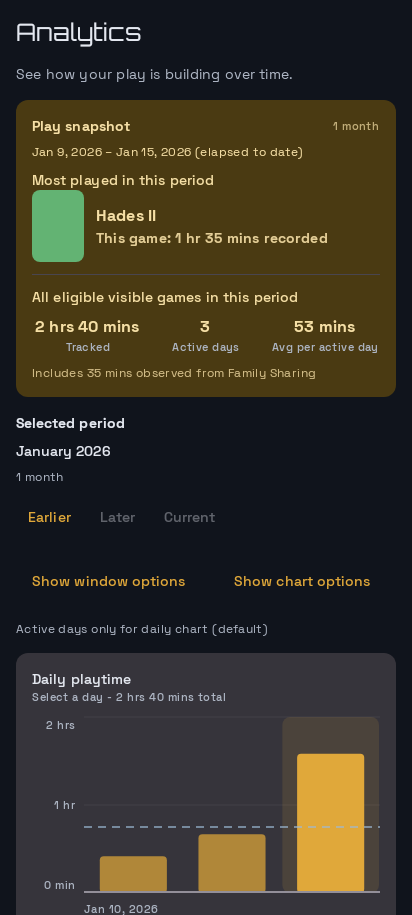 Analytics
See how your play is building over time.
Play snapshot
1 month
Jan 9, 2026 – Jan 15, 2026 (elapsed to date)
Most played in this period
Hades II
This game: 1 hr 35 mins recorded
All eligible visible games in this period
2 hrs 40 mins
3
53 mins
Tracked
Active days
Avg per active day
Includes 35 mins observed from Family Sharing
Selected period
January 2026
1 month
Earlier
Later
Current
Show window options
Show chart options
Active days only for daily chart (default)
Daily playtime
Select a day - 2 hrs 40 mins total
2 hrs
1 hr
0 min
Jan 10, 2026